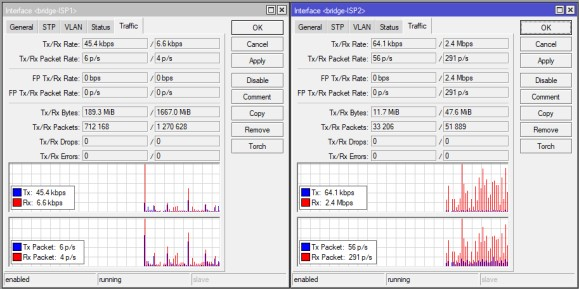 Interface <bridge-ISP1>
General STP VLAN Status Traffic
Tx/Rx Rate: 45.4 kbps / 6.6 kbps
Tx/Rx Packet Rate: 6 p/s / 4 p/s
FP Tx/Rx Rate: 0 bps / 0 bps
FP Tx/Rx Packet Rate: 0 p/s / 0 p/s
Tx/Rx Bytes: 189.3 MiB / 1667.0 MiB
Tx/Rx Packets: 712 168 / 1 270 628
Tx/Rx Drops: 0 / 0
Tx/Rx Errors: 0 / 0
Tx: 45.4 kbps
Rx: 6.6 kbps
Tx Packet: 6 p/s
Rx Packet: 4 p/s
OK
Cancel
Apply
Disable
Comment
Copy
Remove
Torch
enabled running slave
Interface <bridge-ISP2>
General STP VLAN Status Traffic
Tx/Rx Rate: 64.1 kbps / 2.4 Mbps
Tx/Rx Packet Rate: 56 p/s / 291 p/s
FP Tx/Rx Rate: 0 bps / 2.4 Mbps
FP Tx/Rx Packet Rate: 0 p/s / 291 p/s
Tx/Rx Bytes: 11.7 MiB / 47.6 MiB
Tx/Rx Packets: 33 206 / 51 889
Tx/Rx Drops: 0 / 0
Tx/Rx Errors: 0 / 0
Tx: 64.1 kbps
Rx: 2.4 Mbps
Tx Packet: 56 p/s
Rx Packet: 291 p/s
OK
Cancel
Apply
Disable
Comment
Copy
Remove
Torch
enabled running slave